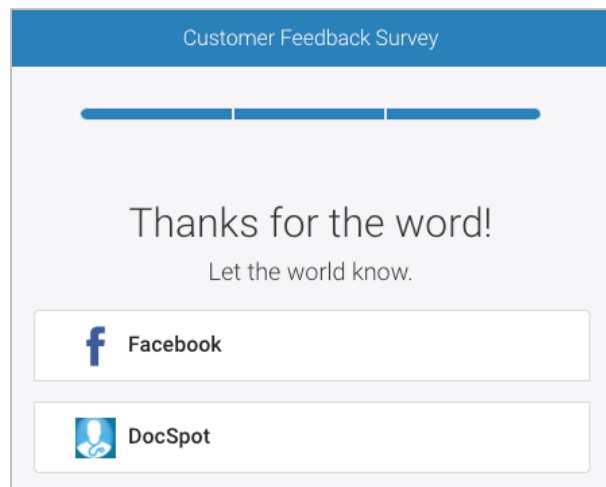 Customer Feedback Survey
Thanks for the word!
Let the world know.
Facebook
DocSpot